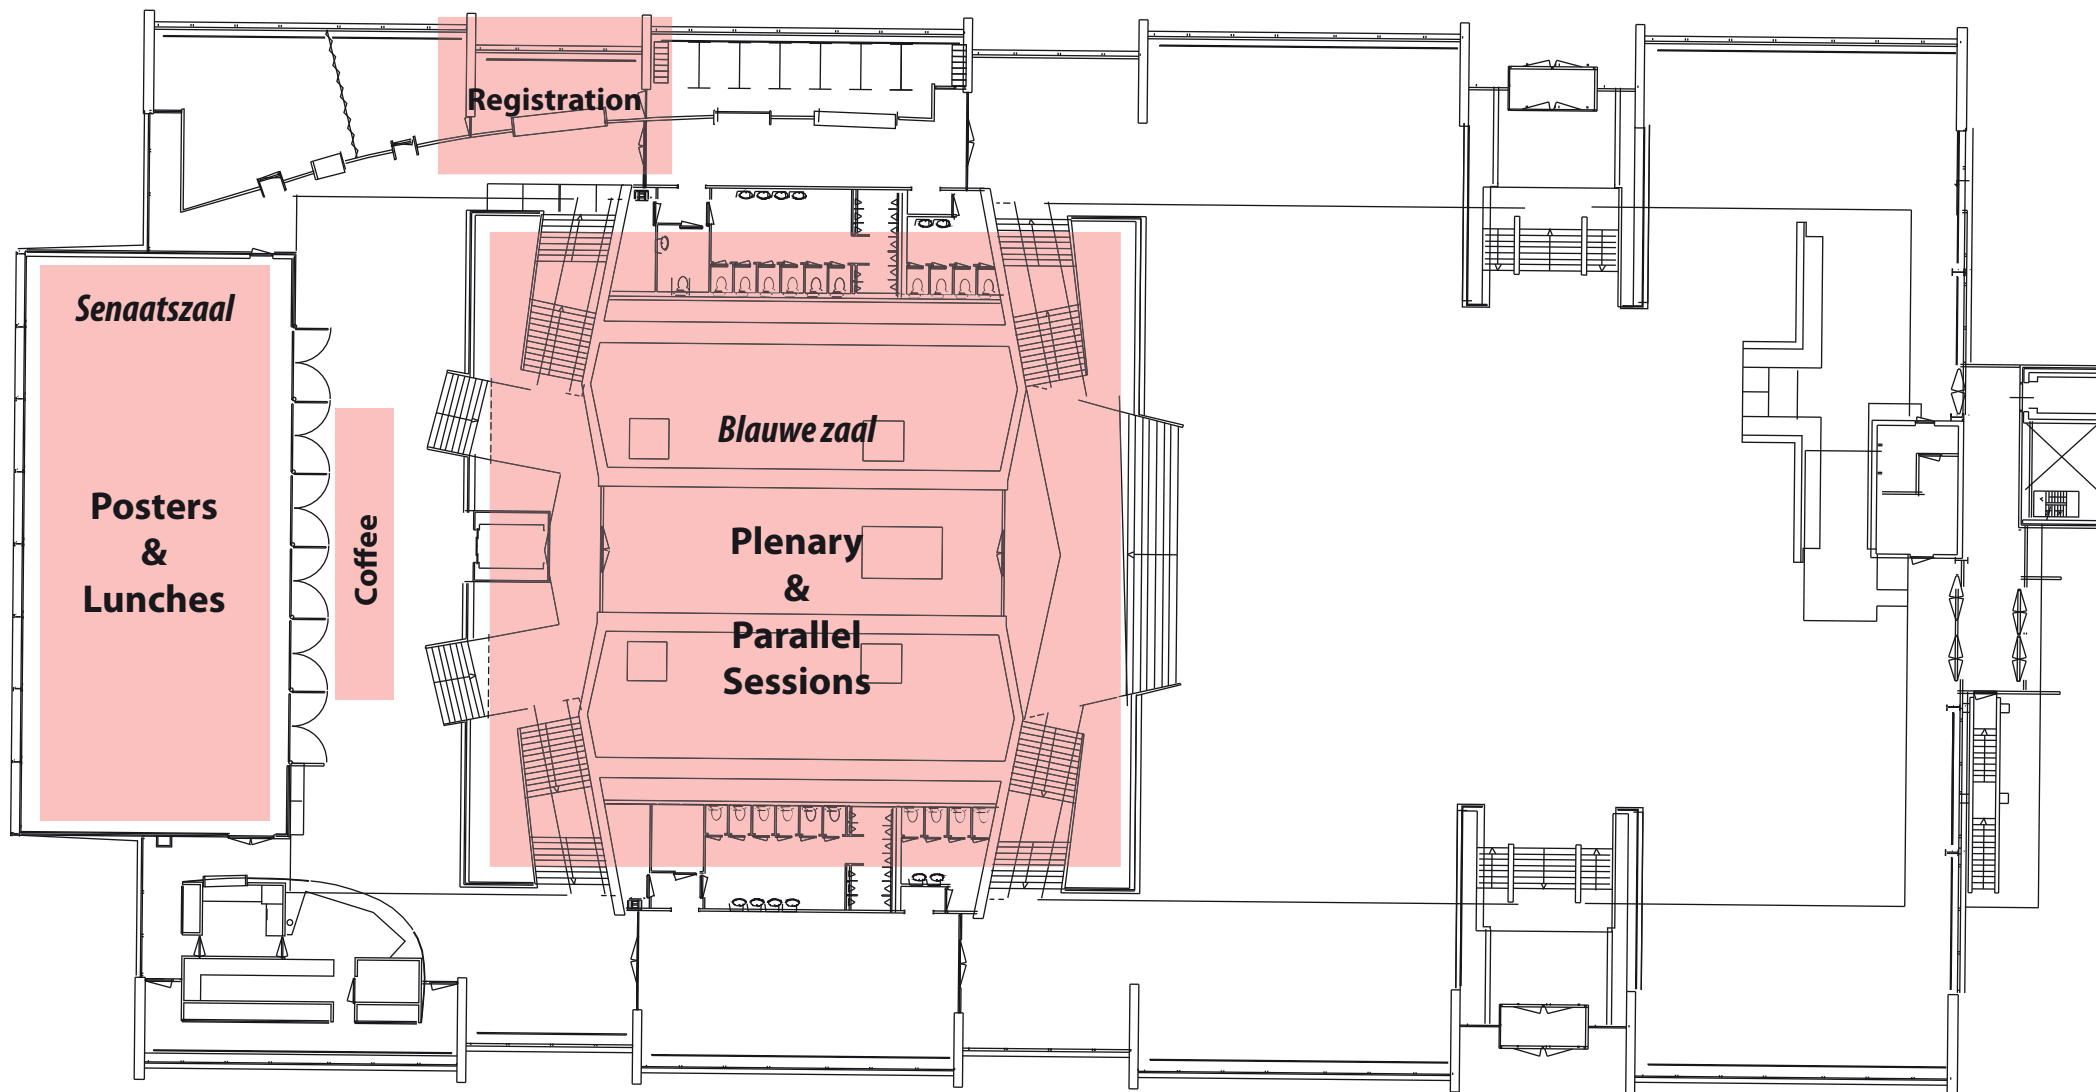 Registration
Senaatszaal
Posters
&
Lunches
Coffee
Blauwe zaal
Plenary
&
Parallel
Sessions